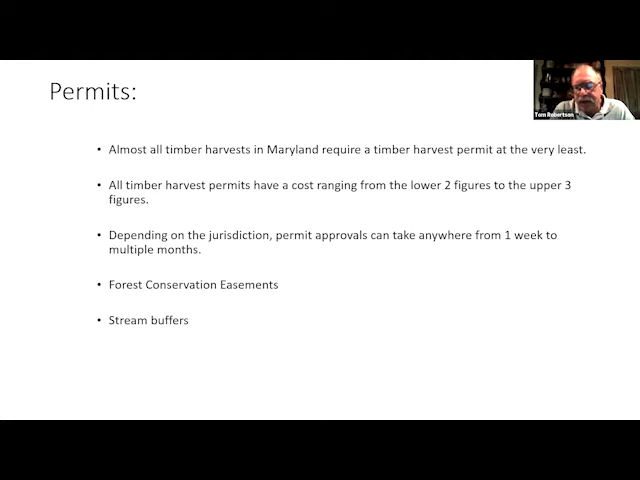 Permits:
Tom Robertson
• Almost all timber harvests in Maryland require a timber harvest permit at the very least.
• All timber harvest permits have a cost ranging from the lower 2 figures to the upper 3
figures.
• Depending on the jurisdiction, permit approvals can take anywhere from 1 week to
multiple months.
• Forest Conservation Easements
• Stream buffers